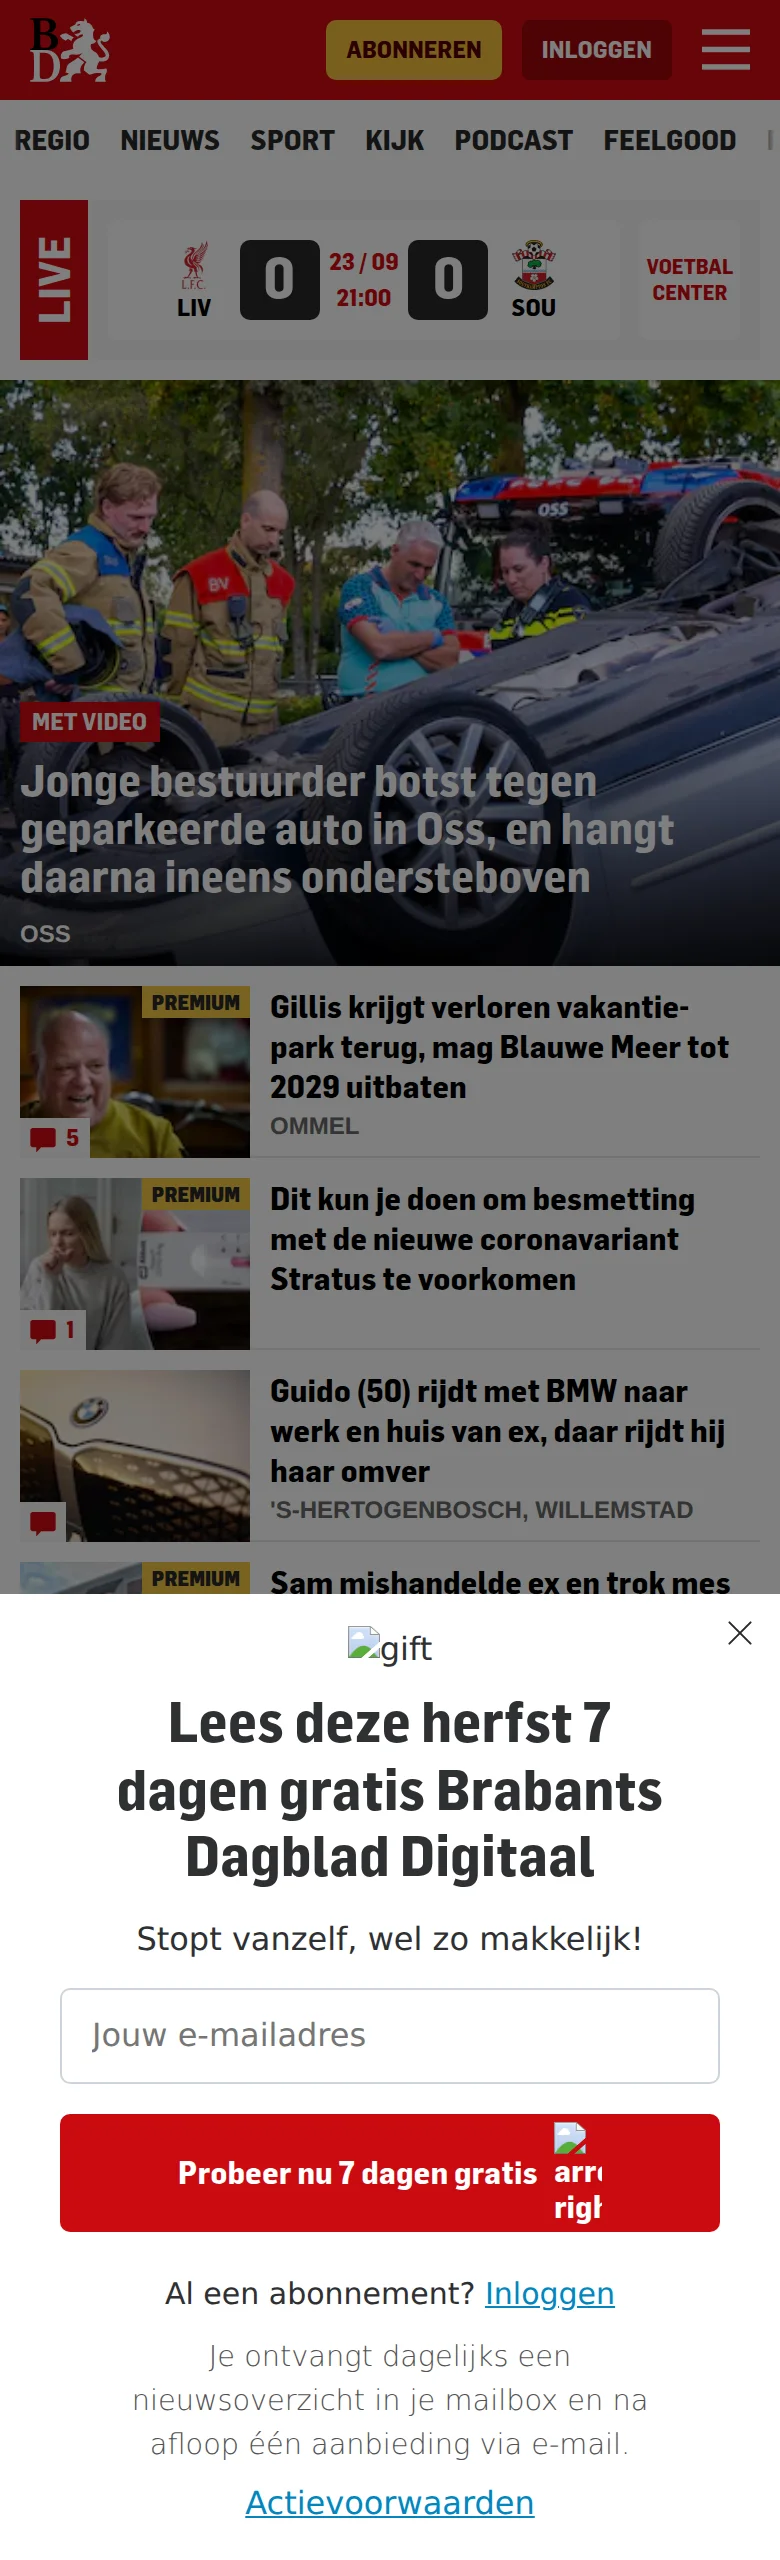 BD
ABONNEREN
INLOGGEN
REGIO NIEUWS SPORT KIJK PODCAST FEELGOOD
LIVE
L.F.C.
LIV
0
23 / 09
21:00
0
SOU
VOETBAL
CENTER
OSS
BV
MET VIDEO
Jonge bestuurder botst tegen
geparkeerde auto in Oss, en hangt
daarna ineens ondersteboven
OSS
PREMIUM
5
Gillis krijgt verloren vakantie-
park terug, mag Blauwe Meer tot
2029 uitbaten
OMMEL
PREMIUM
1
Dit kun je doen om besmetting
met de nieuwe coronavariant
Stratus te voorkomen
BMW
Guido (50) rijdt met BMW naar
werk en huis van ex, daar rijdt hij
haar omver
'S-HERTOGENBOSCH, WILLEMSTAD
PREMIUM
Sam mishandelde ex en trok mes
gift
Lees deze herfst 7
dagen gratis Brabants
Dagblad Digitaal
Stopt vanzelf, wel zo makkelijk!
Jouw e-mailadres
Probeer nu 7 dagen gratis
Al een abonnement? Inloggen
Je ontvangt dagelijks een
nieuwsoverzicht in je mailbox en na
afloop één aanbieding via e-mail.
Actievoorwaarden